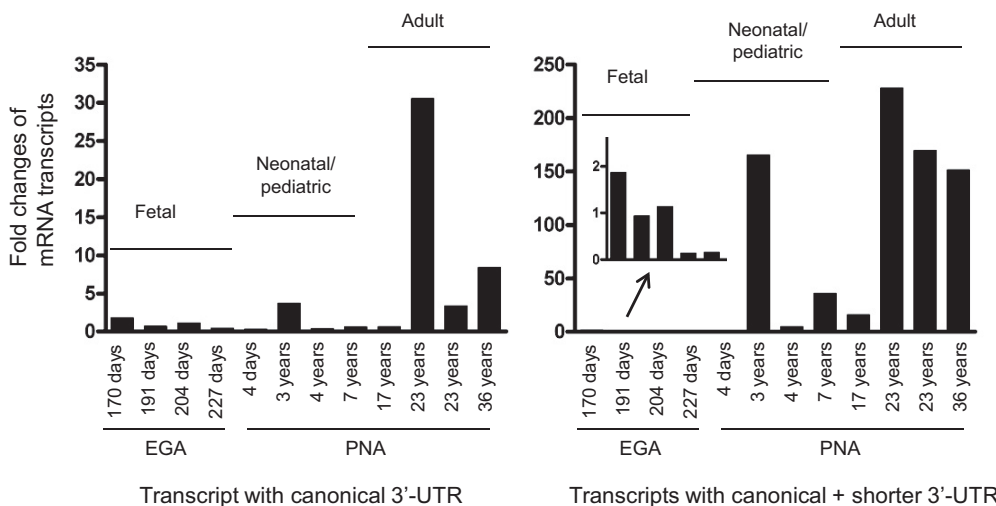 Fold changes of
mRNA transcripts
35
30
25
20
15
10
5
0
Fetal
Neonatal/
pediatric
Adult
170 days
191 days
204 days
227 days
4 days
3 years
4 years
7 years
17 years
23 years
23 years
36 years
EGA
PNA
Transcript with canonical 3’-UTR
250
200
150
100
50
0
Fetal
Neonatal/
pediatric
Adult
2
1
0
170 days
191 days
204 days
227 days
4 days
3 years
4 years
7 years
17 years
23 years
23 years
36 years
EGA
PNA
Transcripts with canonical + shorter 3’-UTR